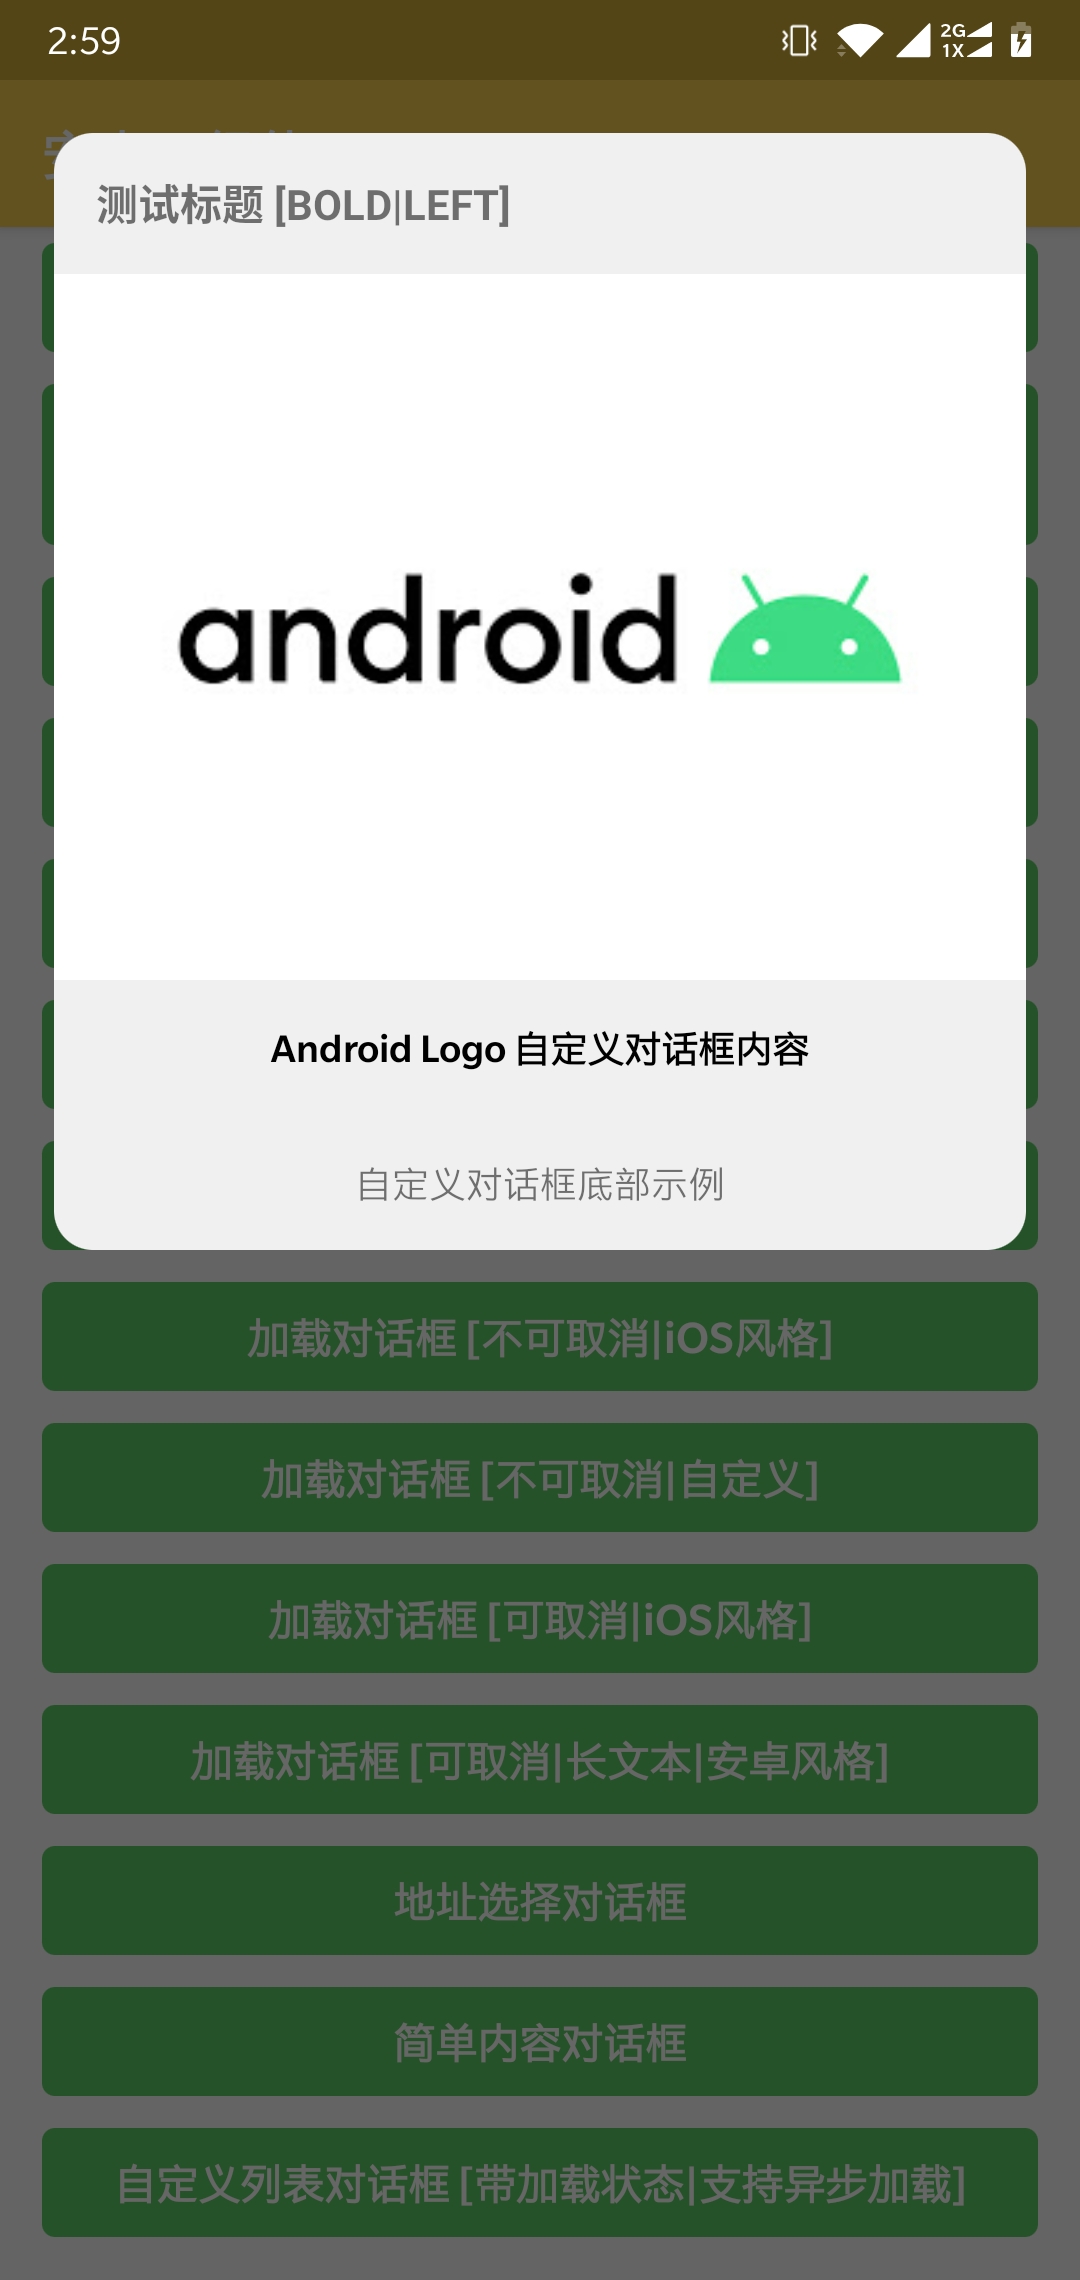 2:59
2G
1X
测试标题 [BOLD|LEFT]
android
Android Logo 自定义对话框内容
自定义对话框底部示例
加载对话框 [不可取消|iOS风格]
加载对话框 [不可取消|自定义]
加载对话框 [可取消|iOS风格]
加载对话框 [可取消|长文本|安卓风格]
地址选择对话框
简单内容对话框
自定义列表对话框 [带加载状态|支持异步加载]